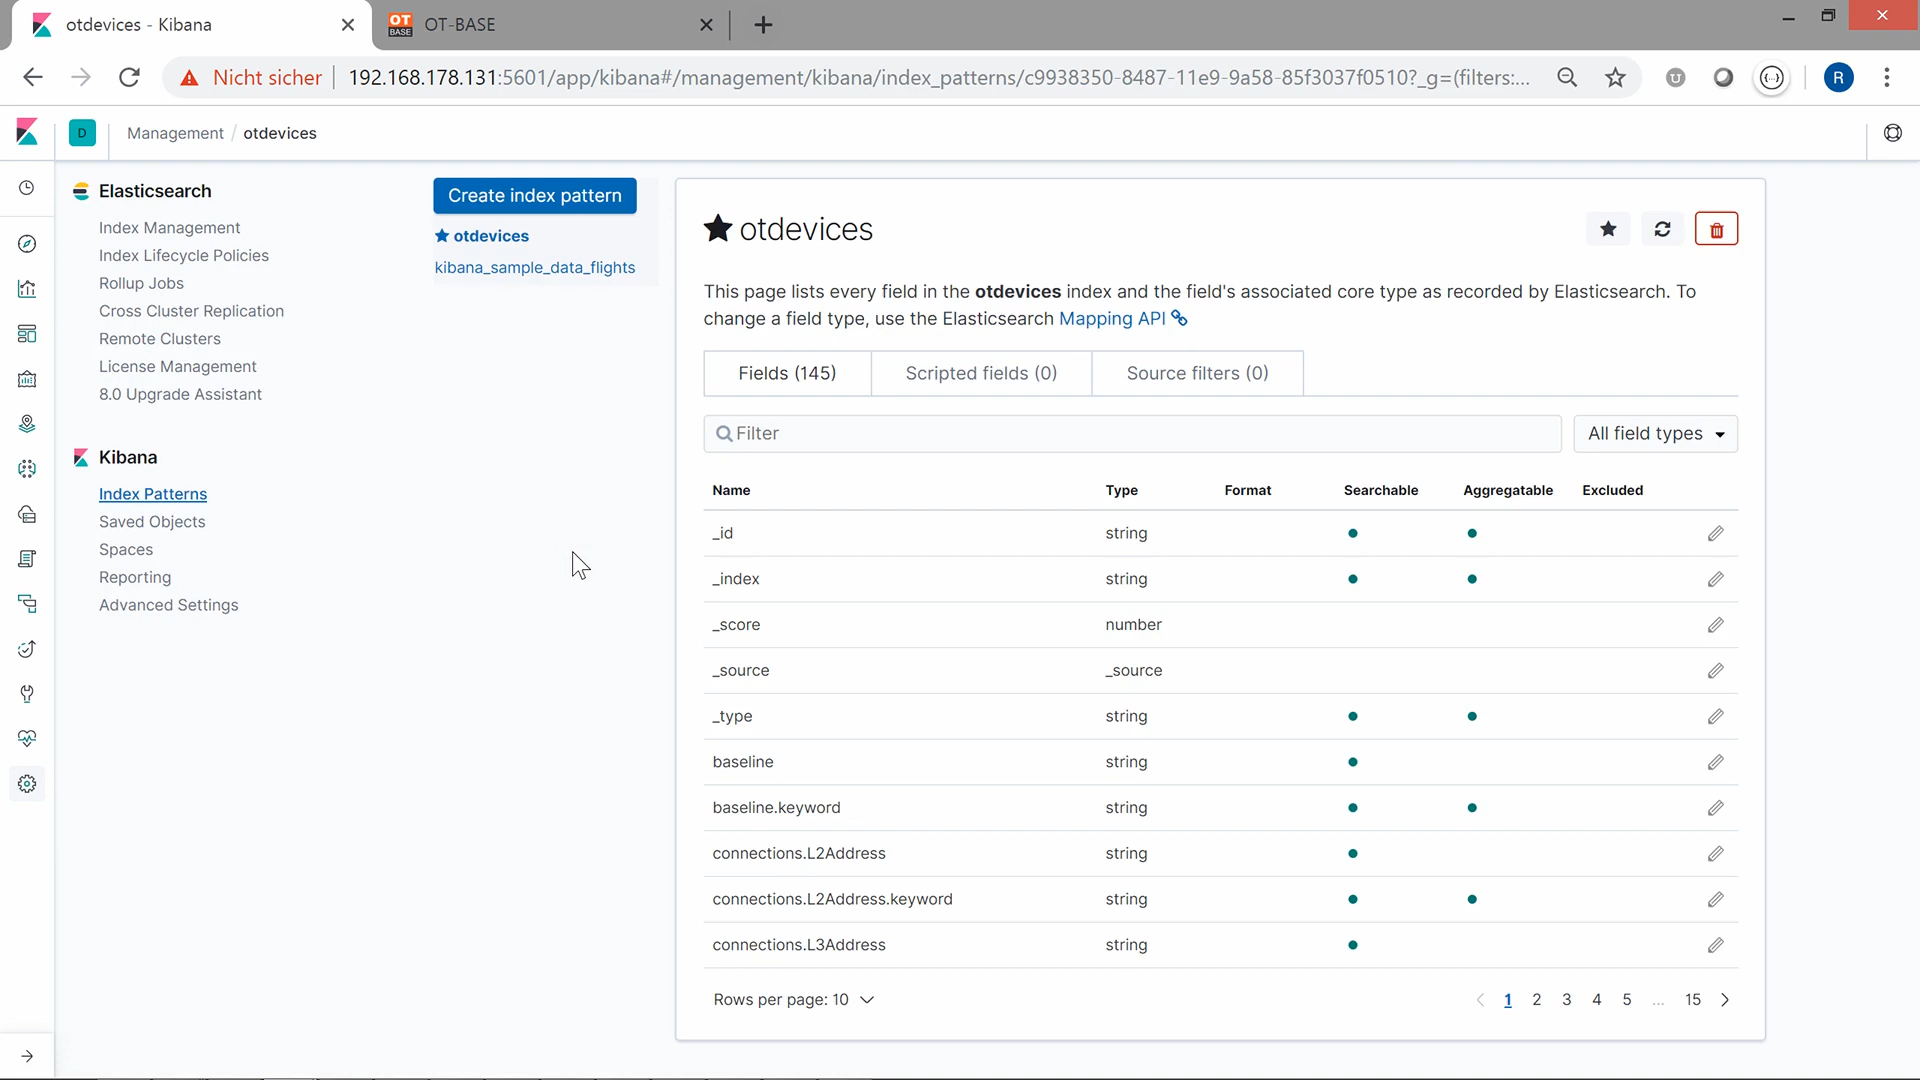 otdevices - Kibana
OT BASE
OT-BASE
Nicht sicher
192.168.178.131:5601/app/kibana#/management/kibana/index_patterns/c9938350-8487-11e9-9a58-85f3037f0510?_g=(filters:...
R
D
Management / otdevices
Elasticsearch
Index Management
Index Lifecycle Policies
Rollup Jobs
Cross Cluster Replication
Remote Clusters
License Management
8.0 Upgrade Assistant
Kibana
Index Patterns
Saved Objects
Spaces
Reporting
Advanced Settings
Create index pattern
otdevices
kibana_sample_data_flights
otdevices
This page lists every field in the otdevices index and the field's associated core type as recorded by Elasticsearch. To
change a field type, use the Elasticsearch Mapping API
Fields (145)
Scripted fields (0)
Source filters (0)
Filter
All field types
Name Type Format Searchable Aggregatable Excluded
_id string
_index string
_score number
_source _source
_type string
baseline string
baseline.keyword string
connections.L2Address string
connections.L2Address.keyword string
connections.L3Address string
Rows per page: 10
1 2 3 4 5 ... 15